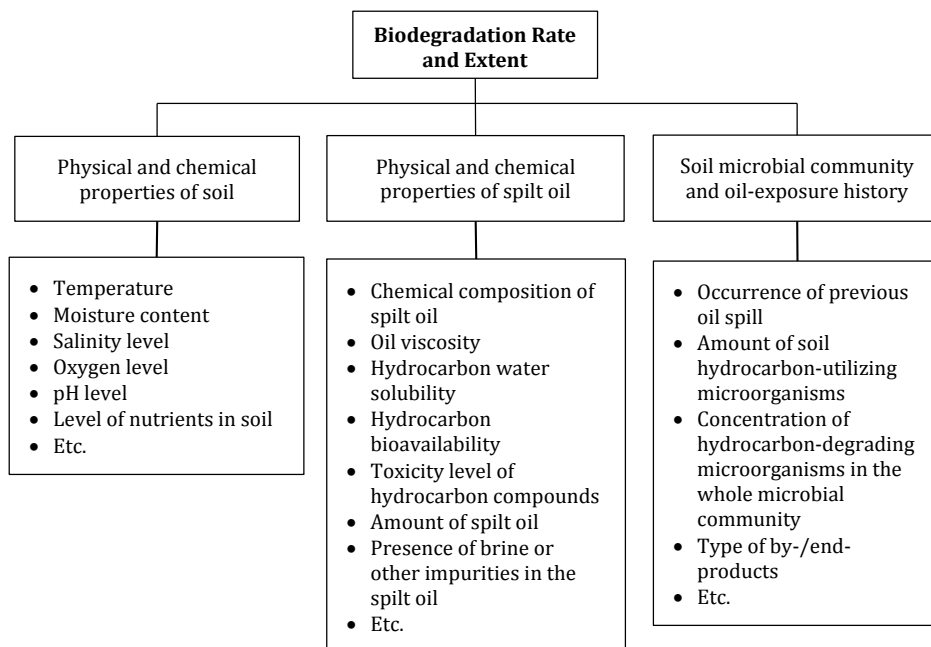 Biodegradation Rate
and Extent
Physical and chemical
properties of soil
Physical and chemical
properties of spilt oil
Soil microbial community
and oil-exposure history
• Temperature
• Moisture content
• Salinity level
• Oxygen level
• pH level
• Level of nutrients in soil
• Etc.
• Chemical composition of
spilt oil
• Oil viscosity
• Hydrocarbon water
solubility
• Hydrocarbon
bioavailability
• Toxicity level of
hydrocarbon compounds
• Amount of spilt oil
• Presence of brine or
other impurities in the
spilt oil
• Etc.
• Occurrence of previous
oil spill
• Amount of soil
hydrocarbon-utilizing
microorganisms
• Concentration of
hydrocarbon-degrading
microorganisms in the
whole microbial
community
• Type of by-/end-
products
• Etc.